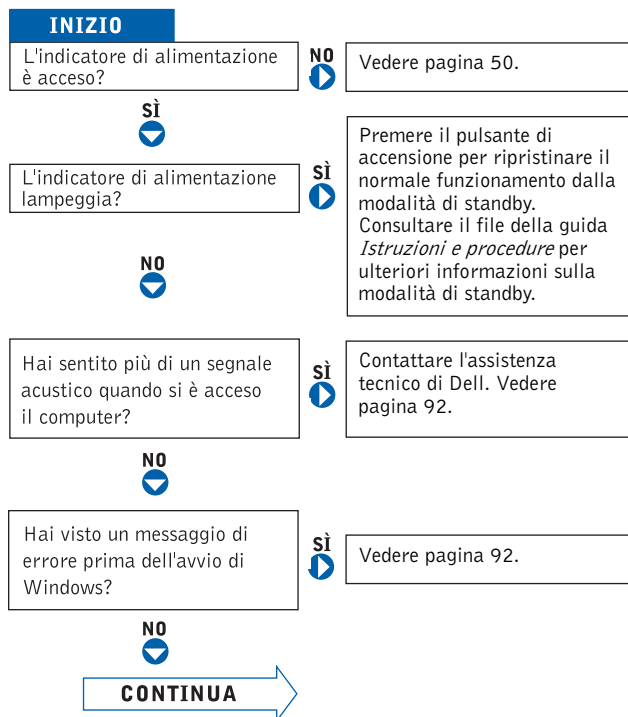 INIZIO
L'indicatore di alimentazione
è acceso?
NO
Vedere pagina 50.
SÌ
L'indicatore di alimentazione
lampeggia?
SÌ
Premere il pulsante di
accensione per ripristinare il
normale funzionamento dalla
modalità di standby.
Consultare il file della guida
Istruzioni e procedure per
ulteriori informazioni sulla
modalità di standby.
NO
Hai sentito più di un segnale
acustico quando si è acceso
il computer?
SÌ
Contattare l'assistenza
tecnico di Dell. Vedere
pagina 92.
NO
Hai visto un messaggio di
errore prima dell'avvio di
Windows?
SÌ
Vedere pagina 92.
NO
CONTINUA